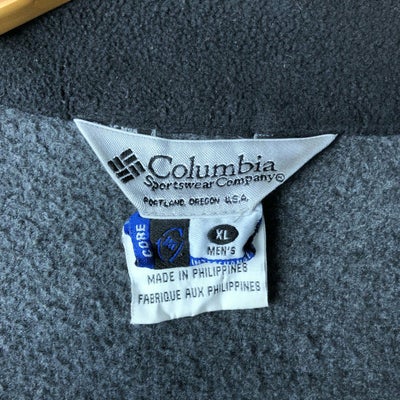 Columbia
Sportswear Company®
PORTLAND, OREGON U.S.A.
CORE
XL
MEN'S
MADE IN PHILIPPINES
FABRIQUE AUX PHILIPPINES